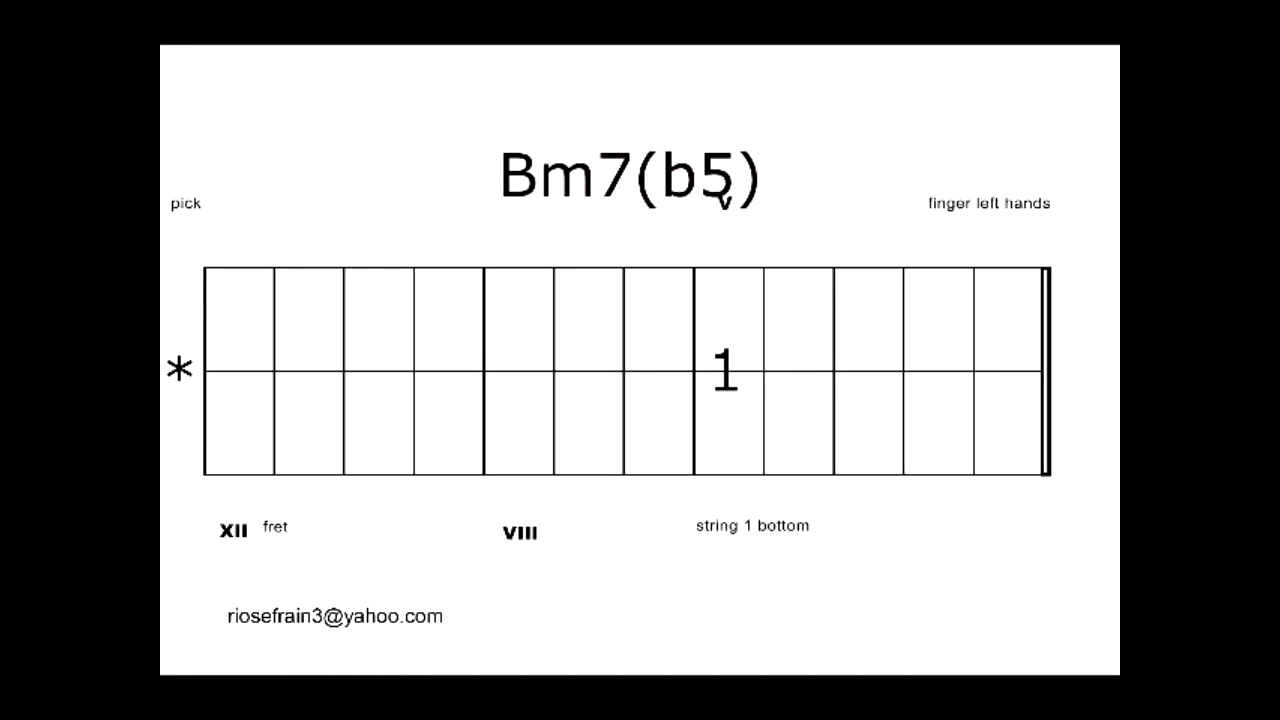 Bm7(b5)
v
pick
finger left hands
*
1
XII fret
VIII
string 1 bottom
riosefrain3@yahoo.com